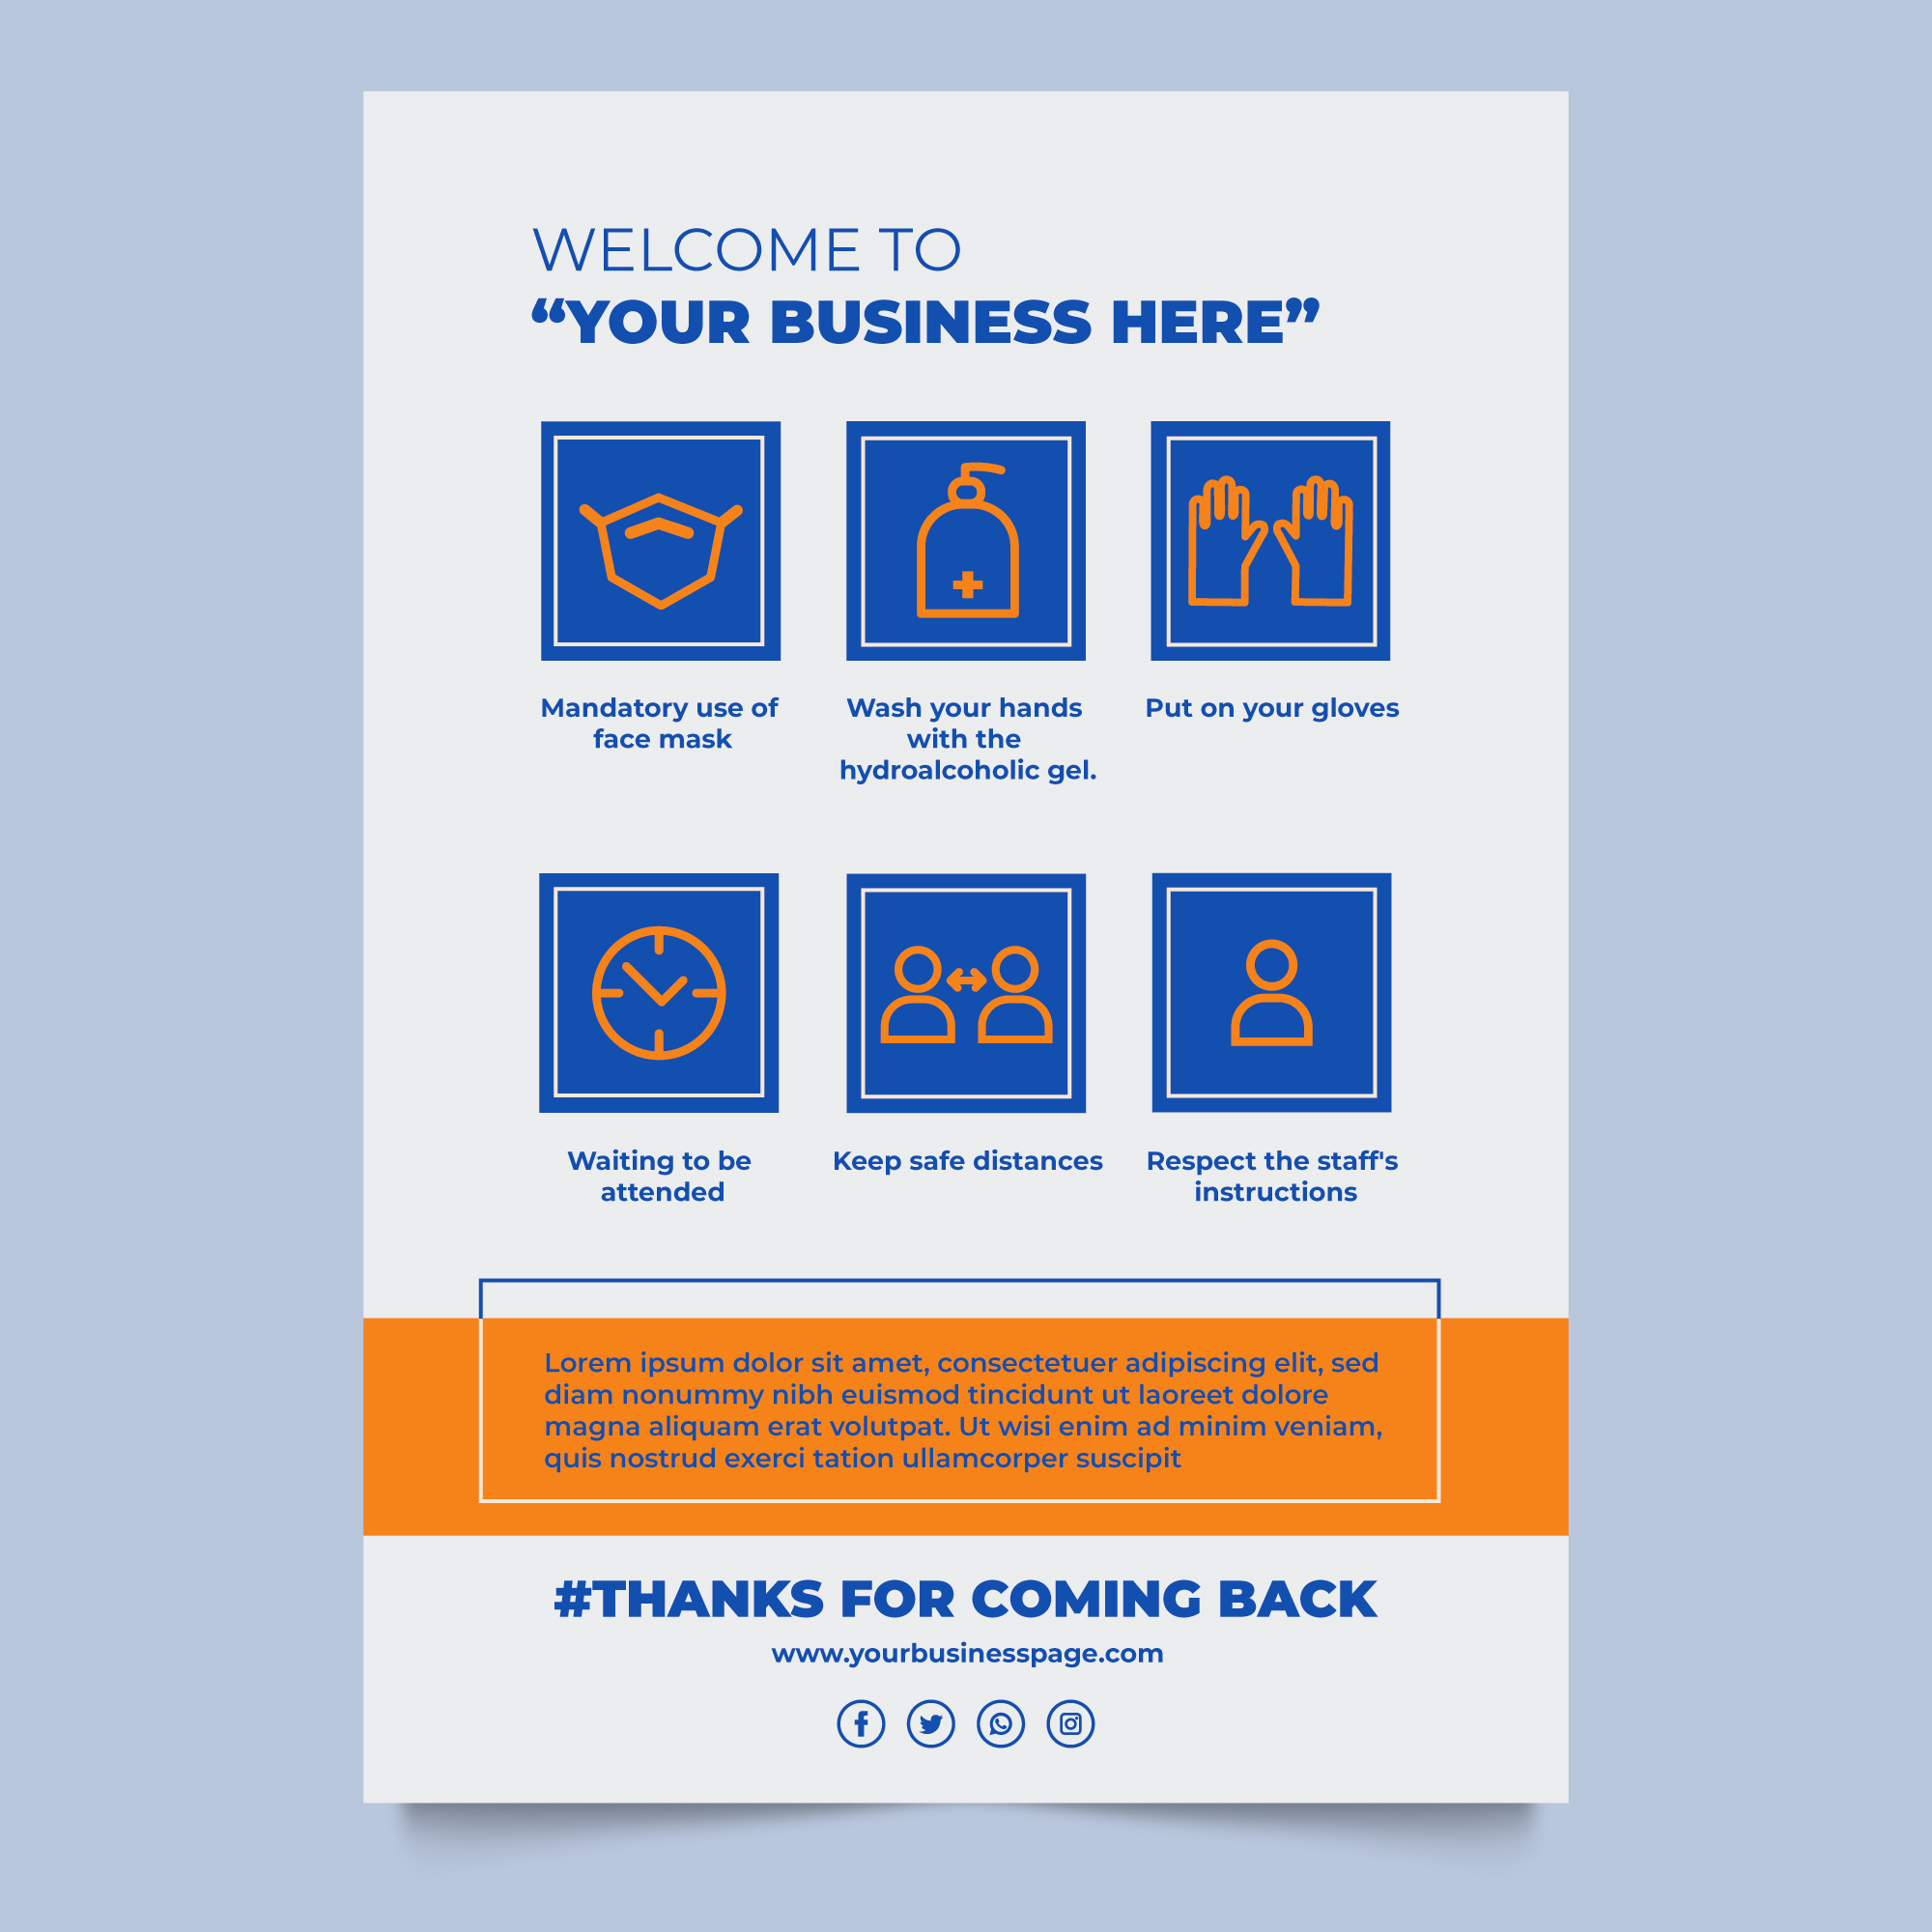 WELCOME TO
“YOUR BUSINESS HERE”
Mandatory use of
face mask
Wash your hands
with the
hydroalcoholic gel.
Put on your gloves
Waiting to be
attended
Keep safe distances
Respect the staff's
instructions
Lorem ipsum dolor sit amet, consectetuer adipiscing elit, sed
diam nonummy nibh euismod tincidunt ut laoreet dolore
magna aliquam erat volutpat. Ut wisi enim ad minim veniam,
quis nostrud exerci tation ullamcorper suscipit
#THANKS FOR COMING BACK
www.yourbusinesspage.com